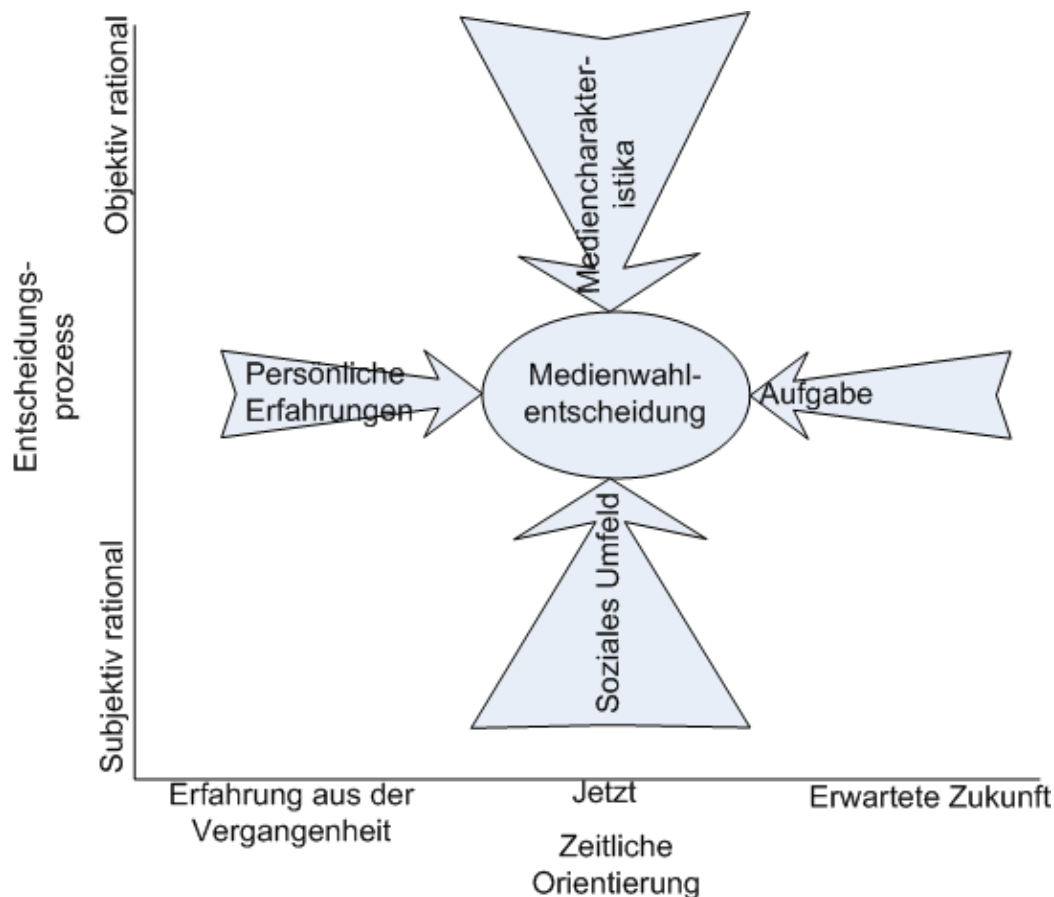 Objektiv rational
Mediencharakter-
istika
Entscheidungs-
prozess
Persönliche
Erfahrungen
Medienwahl-
entscheidung
Aufgabe
Soziales Umfeld
Subjektiv rational
Erfahrung aus der
Vergangenheit
Jetzt
Erwartete Zukunft
Zeitliche
Orientierung